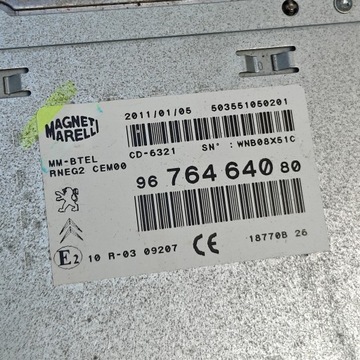 MAGNETI
MARELLI
2011/01/05 503551050201
MM-BTEL
RNEG2 CEM00
CD-6321 SN° : WNB08X51C
96 764 640 80
E2 10 R-03 09207 CE 18770B 26